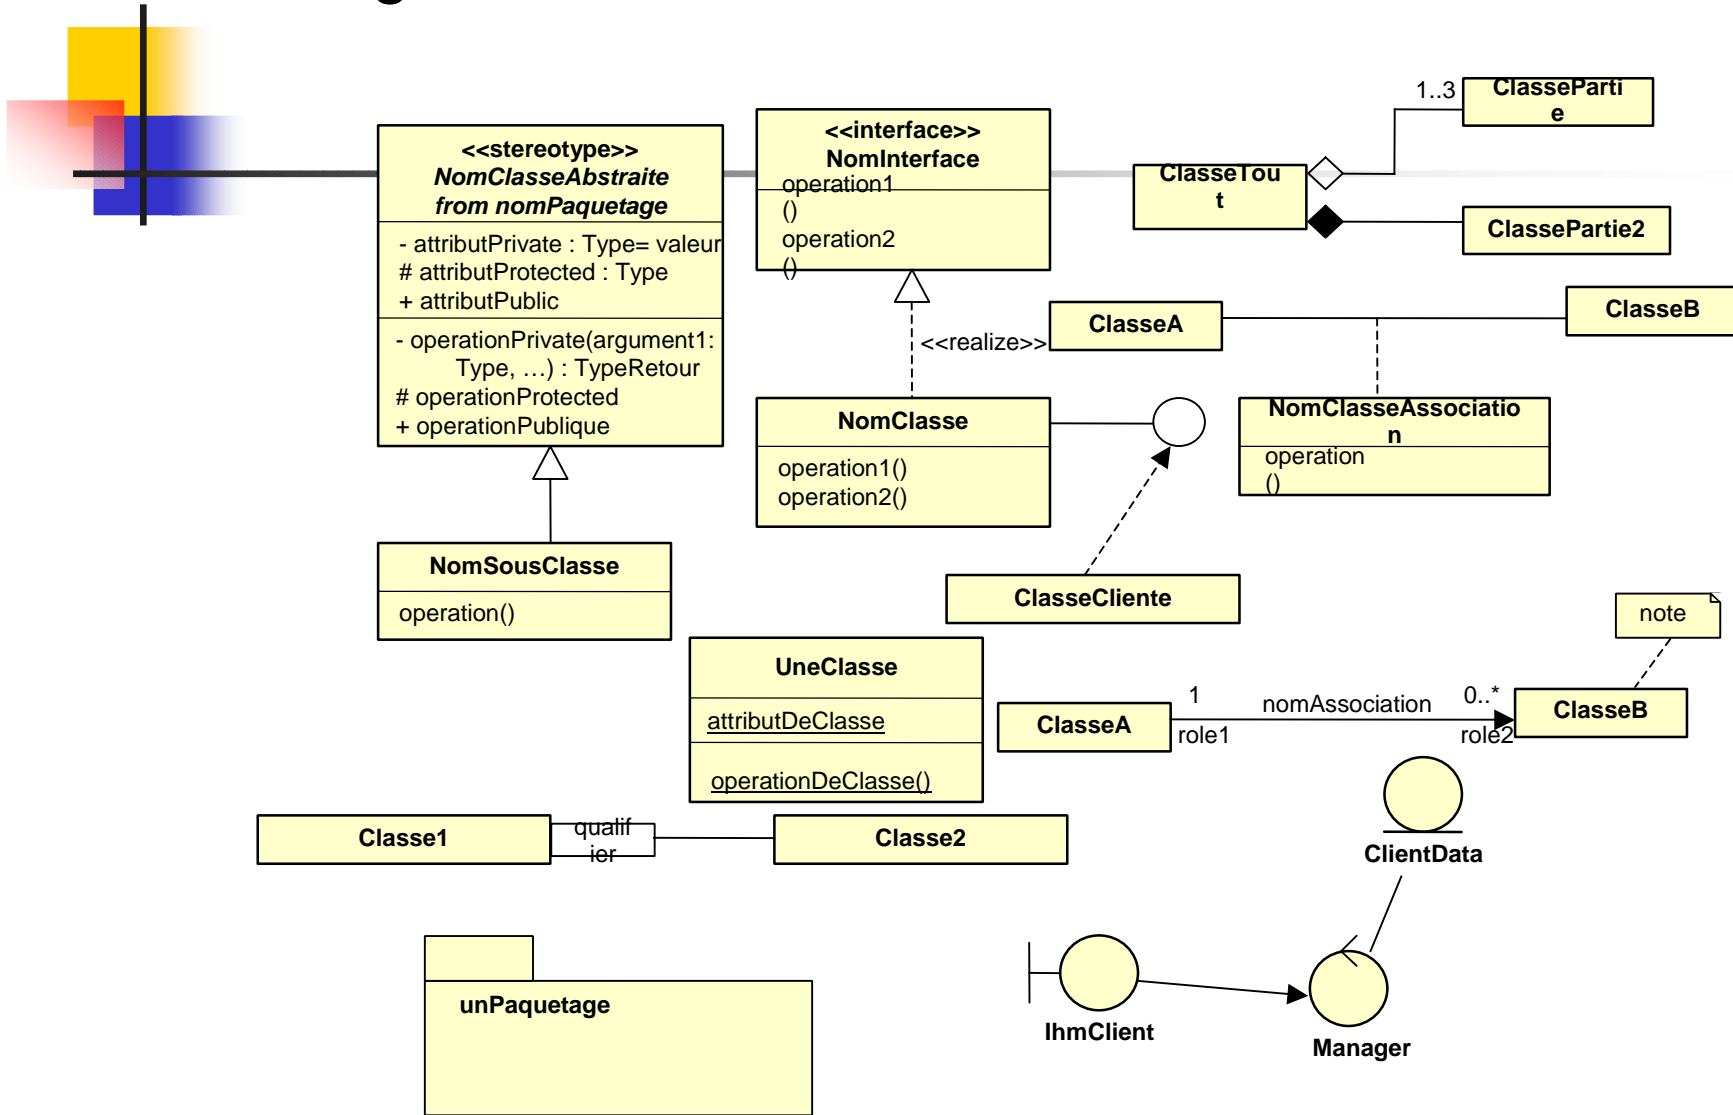 g
<<stereotype>>
NomClasseAbstraite
from nomPaquetage
- attributPrivate : Type= valeur
# attributProtected : Type
+ attributPublic
- operationPrivate(argument1:
Type, …) : TypeRetour
# operationProtected
+ operationPublique
NomSousClasse
operation()
<<interface>>
NomInterface
operation1
()
operation2
()
<<realize>>
NomClasse
operation1()
operation2()
ClasseCliente
1..3
ClasseParti
e
ClasseTou
t
ClassePartie2
ClasseA
ClasseB
NomClasseAssociatio
n
operation
()
note
UneClasse
attributDeClasse
operationDeClasse()
ClasseA
1
role1
nomAssociation
0..*
role2
ClasseB
Classe1
qualif
ier
Classe2
ClientData
IhmClient
Manager
unPaquetage